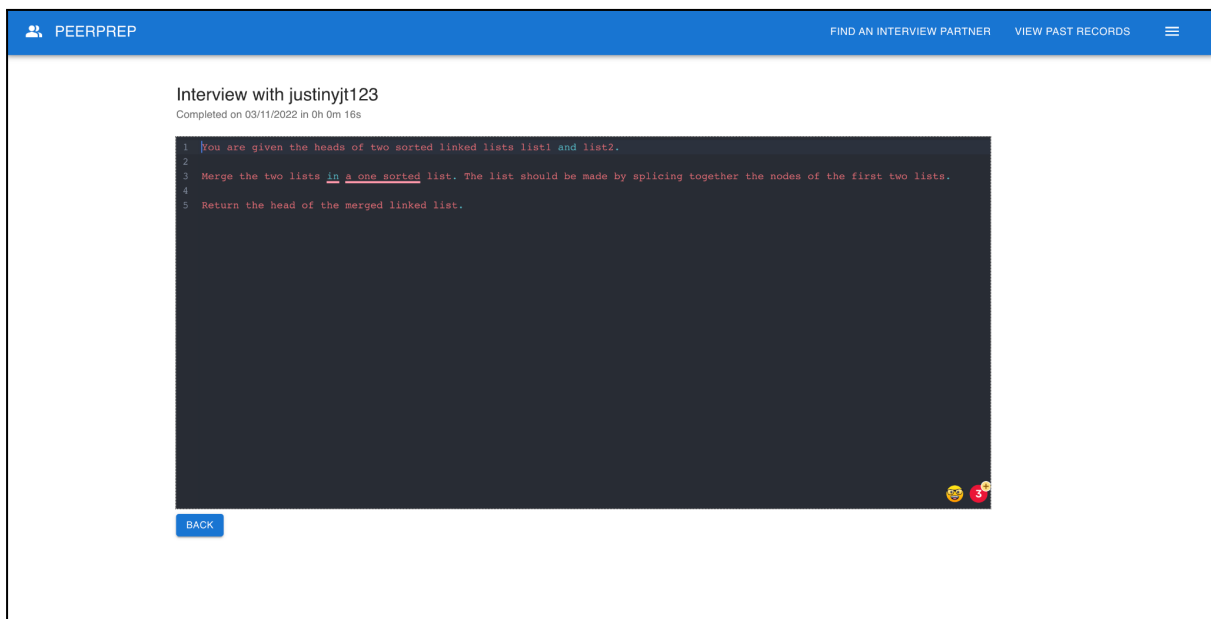 PEERPREP
FIND AN INTERVIEW PARTNER
VIEW PAST RECORDS
Interview with justinyjt123
Completed on 03/11/2022 in 0h 0m 16s
1 You are given the heads of two sorted linked lists list1 and list2.
2
3 Merge the two lists in a one sorted list. The list should be made by splicing together the nodes of the first two lists.
4
5 Return the head of the merged linked list.
3
BACK